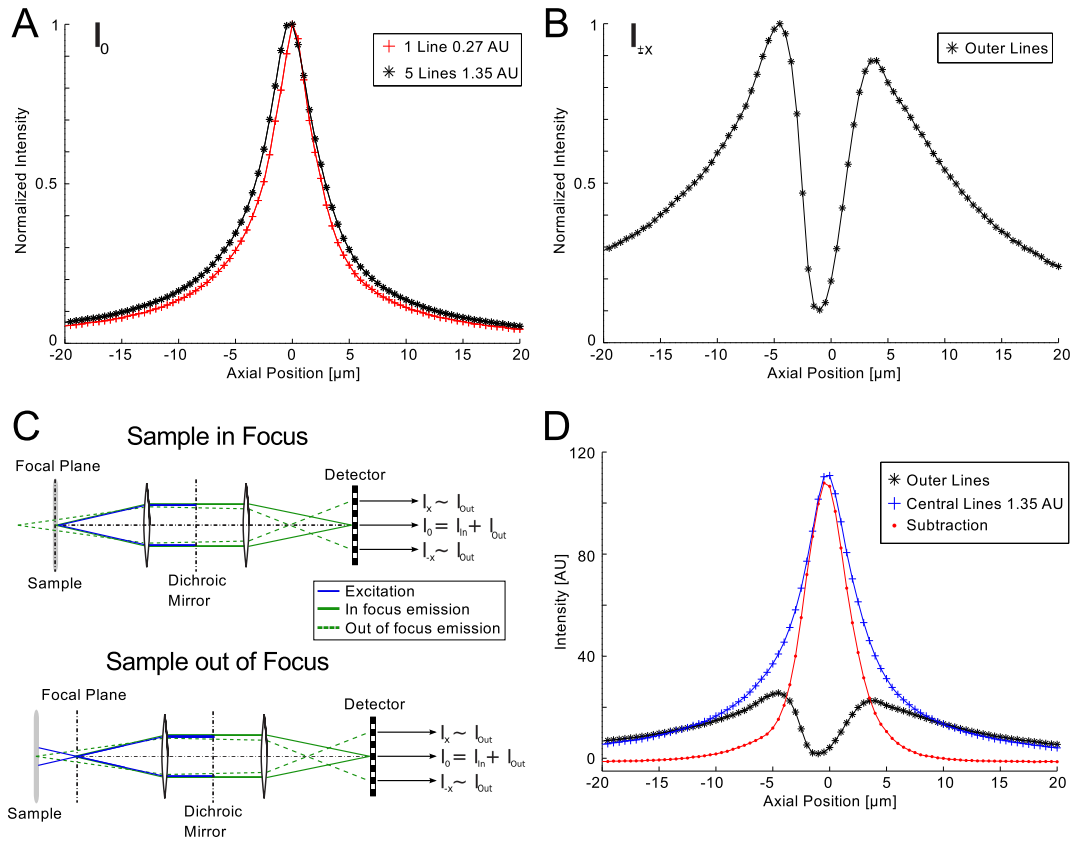 A
I0
1 Line 0.27 AU
5 Lines 1.35 AU
Normalized Intensity
1
0.5
0
-20 -15 -10 -5 0 5 10 15 20
Axial Position [µm]
B
I±x
Outer Lines
Normalized Intensity
1
0.5
0
-20 -15 -10 -5 0 5 10 15 20
Axial Position [µm]
C
Sample in Focus
Focal Plane
Detector
Ix ~ IOut
I0 = IIn + IOut
I-x ~ IOut
Sample
Dichroic
Mirror
Excitation
In focus emission
Out of focus emission
Sample out of Focus
Focal Plane
Detector
Ix ~ IOut
I0 = IIn + IOut
I-x ~ IOut
Sample
Dichroic
Mirror
D
Outer Lines
Central Lines 1.35 AU
Subtraction
Intensity [AU]
120
80
40
0
-20 -15 -10 -5 0 5 10 15 20
Axial Position [µm]